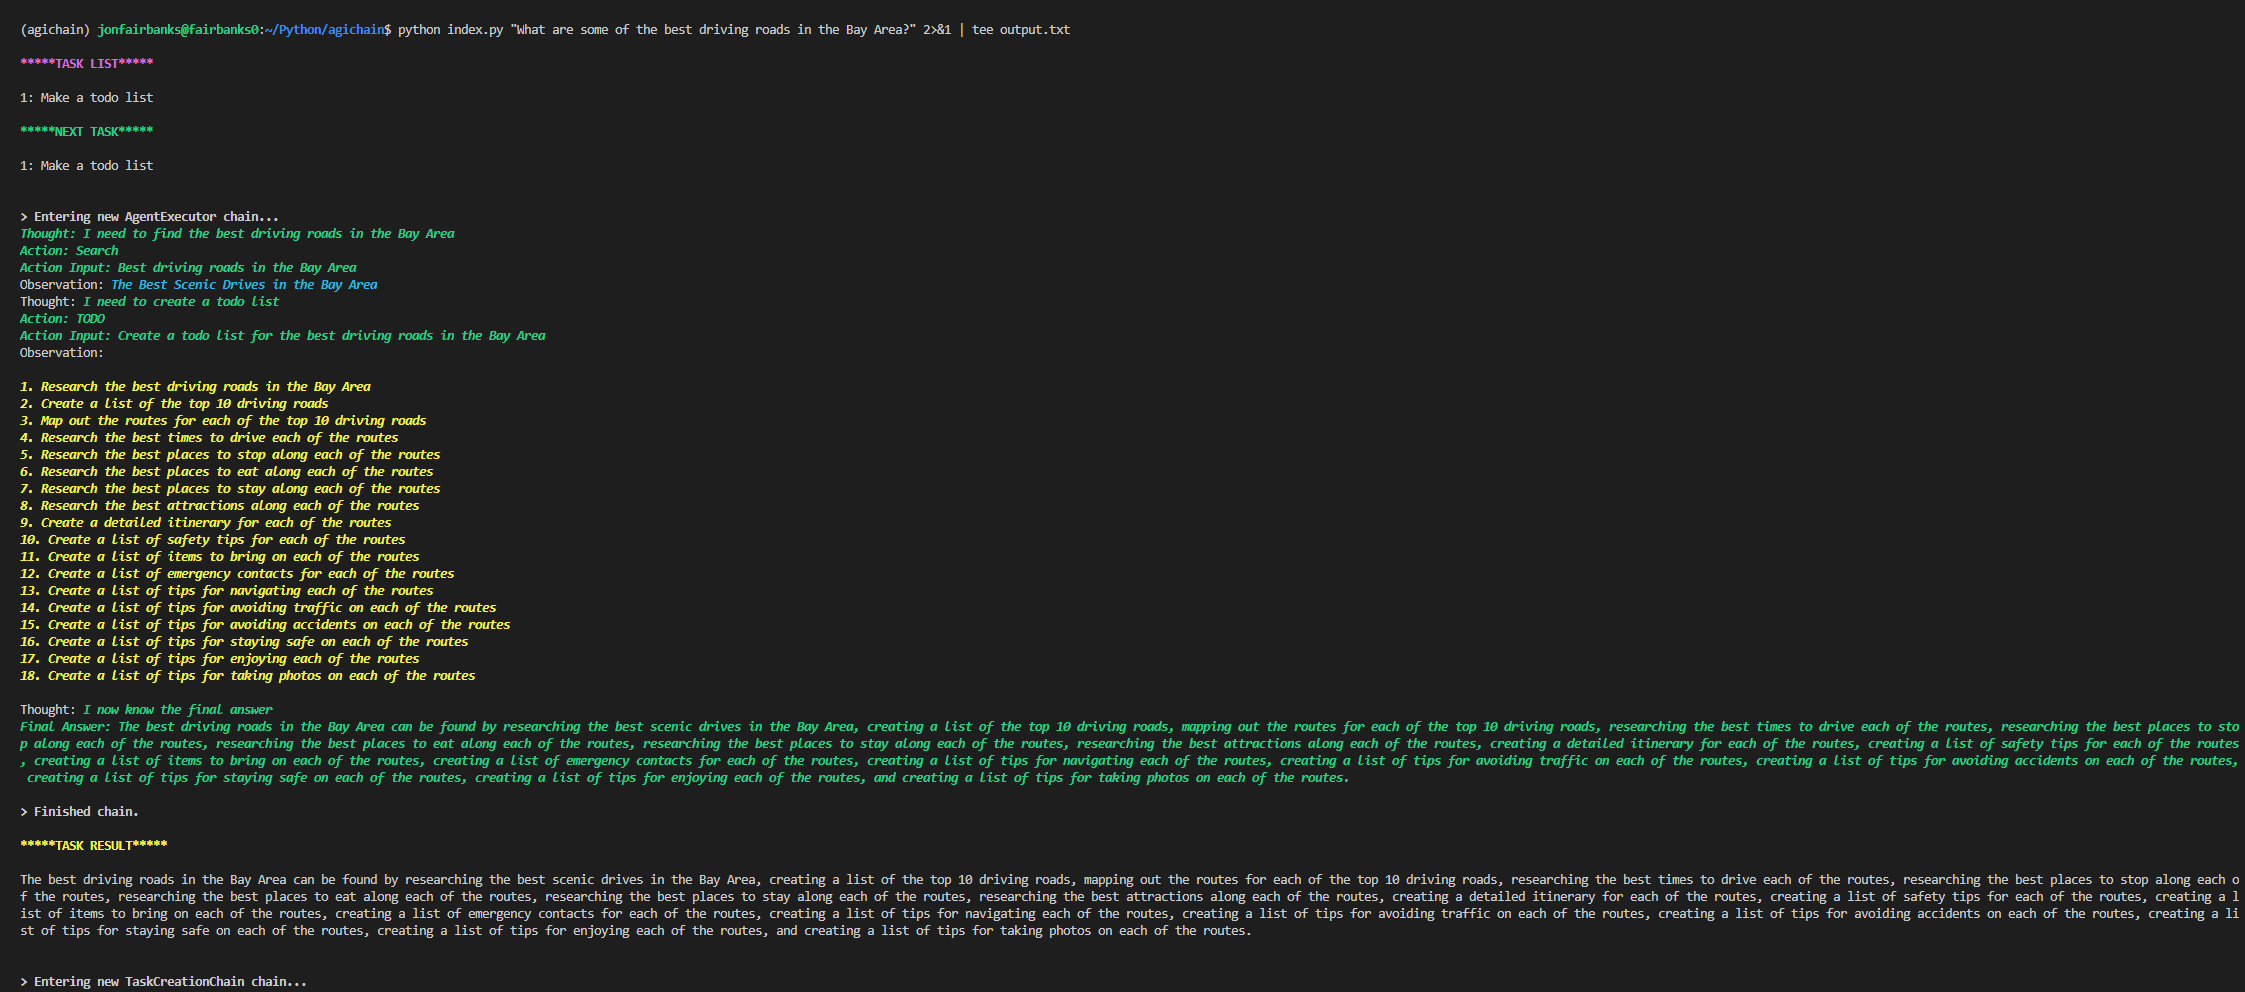 (agichain) jonfairbanks@fairbanks0:~/Python/agichain$ python index.py "What are some of the best driving roads in the Bay Area?" 2>&1 | tee output.txt
*****TASK LIST*****
1: Make a todo list
*****NEXT TASK*****
1: Make a todo list
> Entering new AgentExecutor chain...
Thought: I need to find the best driving roads in the Bay Area
Action: Search
Action Input: Best driving roads in the Bay Area
Observation: The Best Scenic Drives in the Bay Area
Thought: I need to create a todo list
Action: TODO
Action Input: Create a todo list for the best driving roads in the Bay Area
Observation:
1. Research the best driving roads in the Bay Area
2. Create a list of the top 10 driving roads
3. Map out the routes for each of the top 10 driving roads
4. Research the best times to drive each of the routes
5. Research the best places to stop along each of the routes
6. Research the best places to eat along each of the routes
7. Research the best places to stay along each of the routes
8. Research the best attractions along each of the routes
9. Create a detailed itinerary for each of the routes
10. Create a list of safety tips for each of the routes
11. Create a list of items to bring on each of the routes
12. Create a list of emergency contacts for each of the routes
13. Create a list of tips for navigating each of the routes
14. Create a list of tips for avoiding traffic on each of the routes
15. Create a list of tips for avoiding accidents on each of the routes
16. Create a list of tips for staying safe on each of the routes
17. Create a list of tips for enjoying each of the routes
18. Create a list of tips for taking photos on each of the routes
Thought: I now know the final answer
Final Answer: The best driving roads in the Bay Area can be found by researching the best scenic drives in the Bay Area, creating a list of the top 10 driving roads, mapping out the routes for each of the top 10 driving roads, researching the best times to drive each of the routes, researching the best places to sto
p along each of the routes, researching the best places to eat along each of the routes, researching the best places to stay along each of the routes, researching the best attractions along each of the routes, creating a detailed itinerary for each of the routes, creating a list of safety tips for each of the routes
, creating a list of items to bring on each of the routes, creating a list of emergency contacts for each of the routes, creating a list of tips for navigating each of the routes, creating a list of tips for avoiding traffic on each of the routes, creating a list of tips for avoiding accidents on each of the routes,
creating a list of tips for staying safe on each of the routes, creating a list of tips for enjoying each of the routes, and creating a list of tips for taking photos on each of the routes.
> Finished chain.
*****TASK RESULT*****
The best driving roads in the Bay Area can be found by researching the best scenic drives in the Bay Area, creating a list of the top 10 driving roads, mapping out the routes for each of the top 10 driving roads, researching the best times to drive each of the routes, researching the best places to stop along each o
f the routes, researching the best places to eat along each of the routes, researching the best places to stay along each of the routes, researching the best attractions along each of the routes, creating a detailed itinerary for each of the routes, creating a list of safety tips for each of the routes, creating a l
ist of items to bring on each of the routes, creating a list of emergency contacts for each of the routes, creating a list of tips for navigating each of the routes, creating a list of tips for avoiding traffic on each of the routes, creating a list of tips for avoiding accidents on each of the routes, creating a li
st of tips for staying safe on each of the routes, creating a list of tips for enjoying each of the routes, and creating a list of tips for taking photos on each of the routes.
> Entering new TaskCreationChain chain...